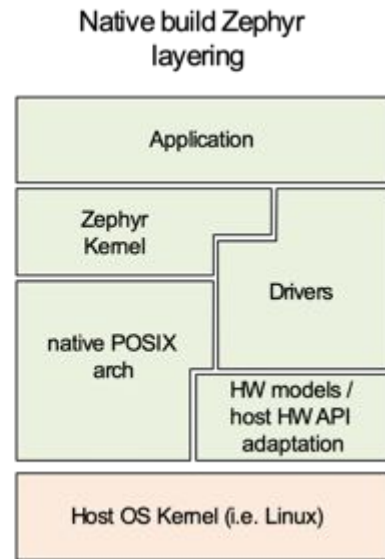 Native build Zephyr
layering
Application
Zephyr
Kernel
Drivers
native POSIX
arch
HW models /
host HW API
adaptation
Host OS Kernel (i.e. Linux)